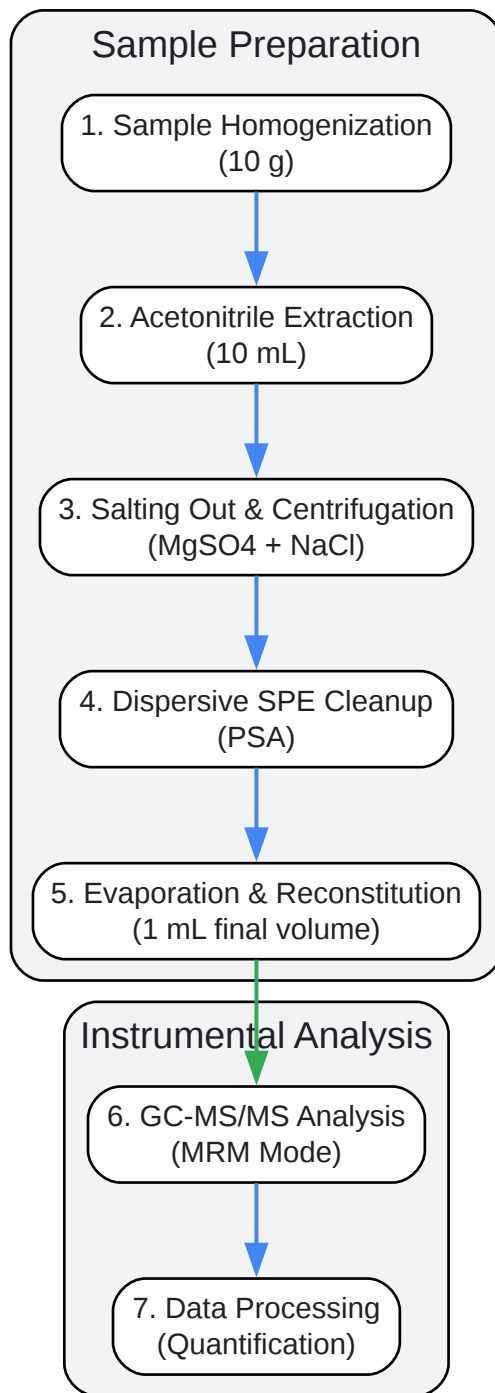 Sample Preparation
1. Sample Homogenization
(10 g)
2. Acetonitrile Extraction
(10 mL)
3. Salting Out & Centrifugation
(MgSO4 + NaCl)
4. Dispersive SPE Cleanup
(PSA)
5. Evaporation & Reconstitution
(1 mL final volume)
Instrumental Analysis
6. GC-MS/MS Analysis
(MRM Mode)
7. Data Processing
(Quantification)